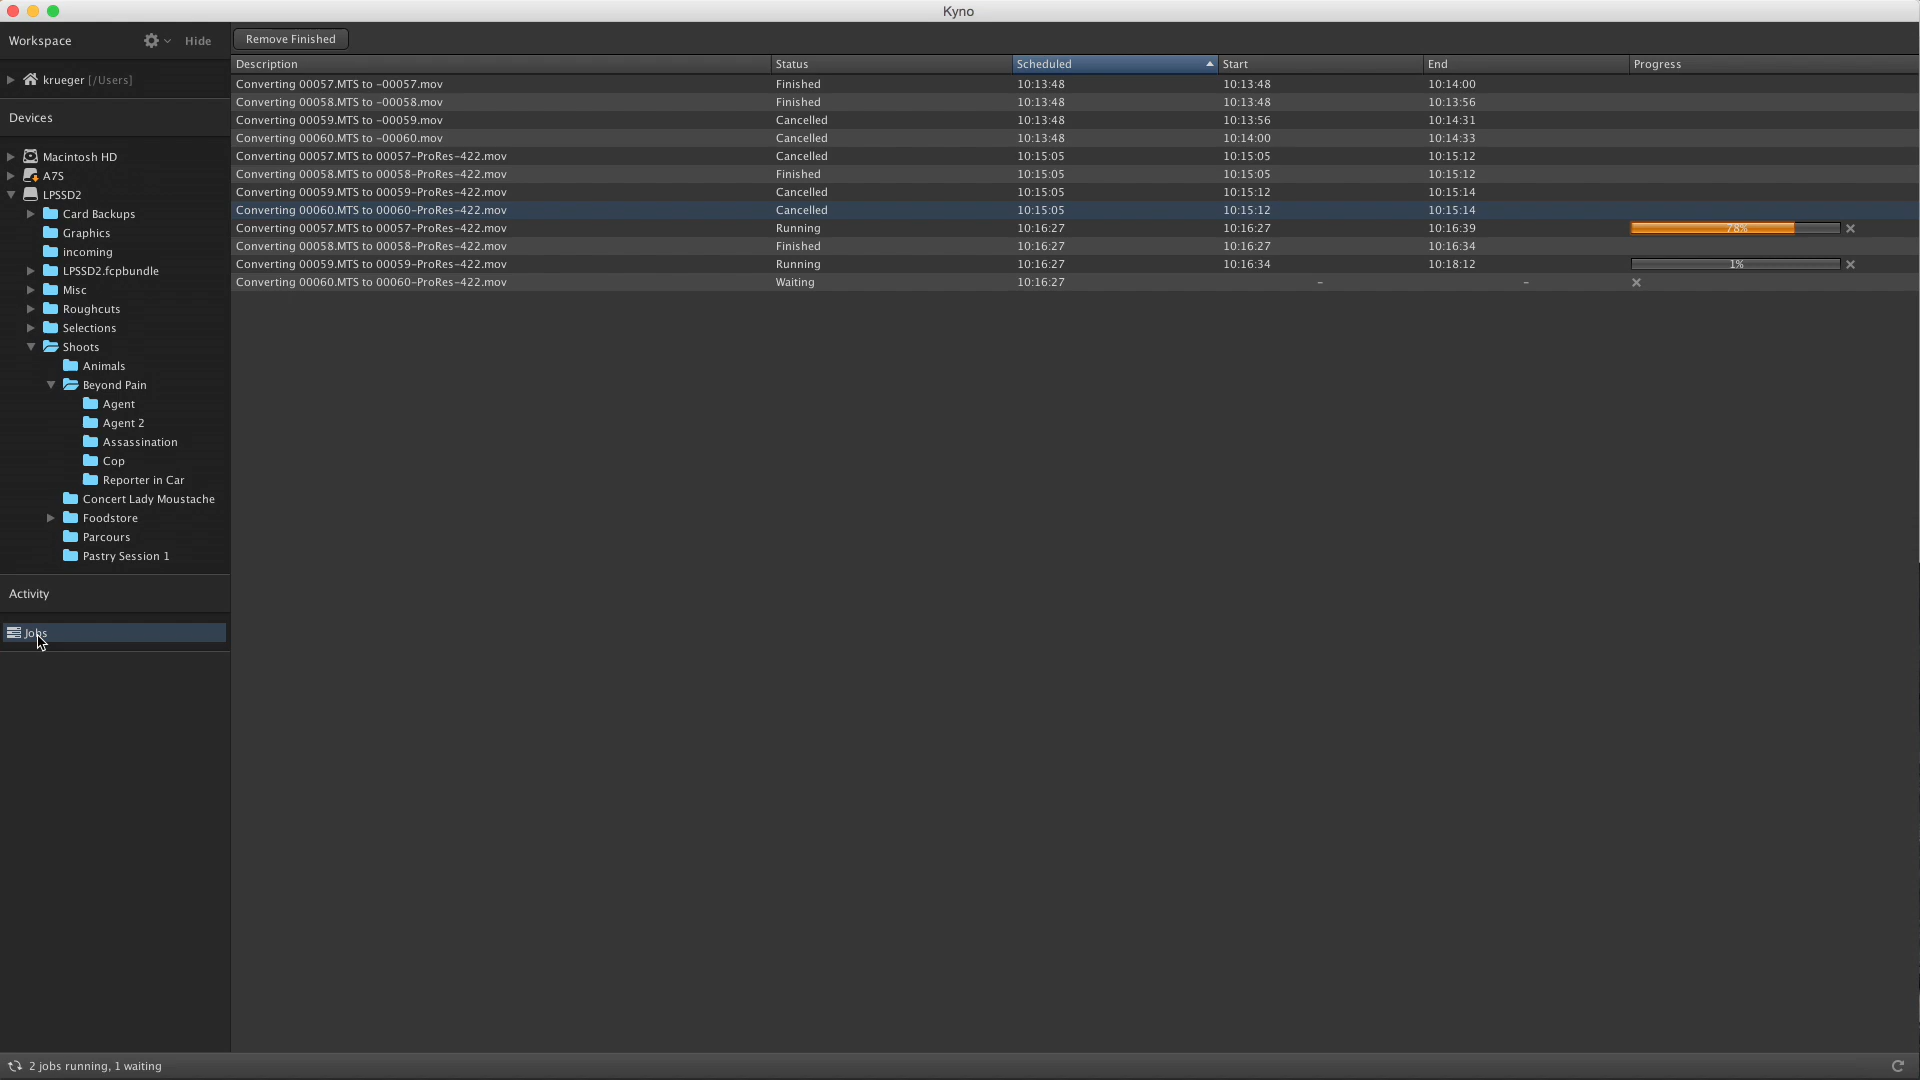 Kyno
Workspace Hide
krueger [/Users]
Devices
Macintosh HD
A7S
LPSSD2
Card Backups
Graphics
incoming
LPSSD2.fcpbundle
Misc
Roughcuts
Selections
Shoots
Animals
Beyond Pain
Agent
Agent 2
Assassination
Cop
Reporter in Car
Concert Lady Moustache
Foodstore
Parcours
Pastry Session 1
Activity
Jobs
Remove Finished
Description Status Scheduled Start End Progress
Converting 00057.MTS to -00057.mov Finished 10:13:48 10:13:48 10:14:00
Converting 00058.MTS to -00058.mov Finished 10:13:48 10:13:48 10:13:56
Converting 00059.MTS to -00059.mov Cancelled 10:13:48 10:13:56 10:14:31
Converting 00060.MTS to -00060.mov Cancelled 10:13:48 10:14:00 10:14:33
Converting 00057.MTS to 00057-ProRes-422.mov Cancelled 10:15:05 10:15:05 10:15:12
Converting 00058.MTS to 00058-ProRes-422.mov Finished 10:15:05 10:15:05 10:15:12
Converting 00059.MTS to 00059-ProRes-422.mov Cancelled 10:15:05 10:15:12 10:15:14
Converting 00060.MTS to 00060-ProRes-422.mov Cancelled 10:15:05 10:15:12 10:15:14
Converting 00057.MTS to 00057-ProRes-422.mov Running 10:16:27 10:16:27 10:16:39 78%
Converting 00058.MTS to 00058-ProRes-422.mov Finished 10:16:27 10:16:27 10:16:34
Converting 00059.MTS to 00059-ProRes-422.mov Running 10:16:27 10:16:34 10:18:12 1%
Converting 00060.MTS to 00060-ProRes-422.mov Waiting 10:16:27 - -
2 jobs running, 1 waiting